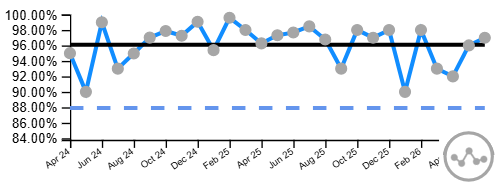 100.00%
98.00%
96.00%
94.00%
92.00%
90.00%
88.00%
86.00%
84.00%
Apr 24
Jun 24
Aug 24
Oct 24
Dec 24
Feb 25
Apr 25
Jun 25
Aug 25
Oct 25
Dec 25
Feb 26